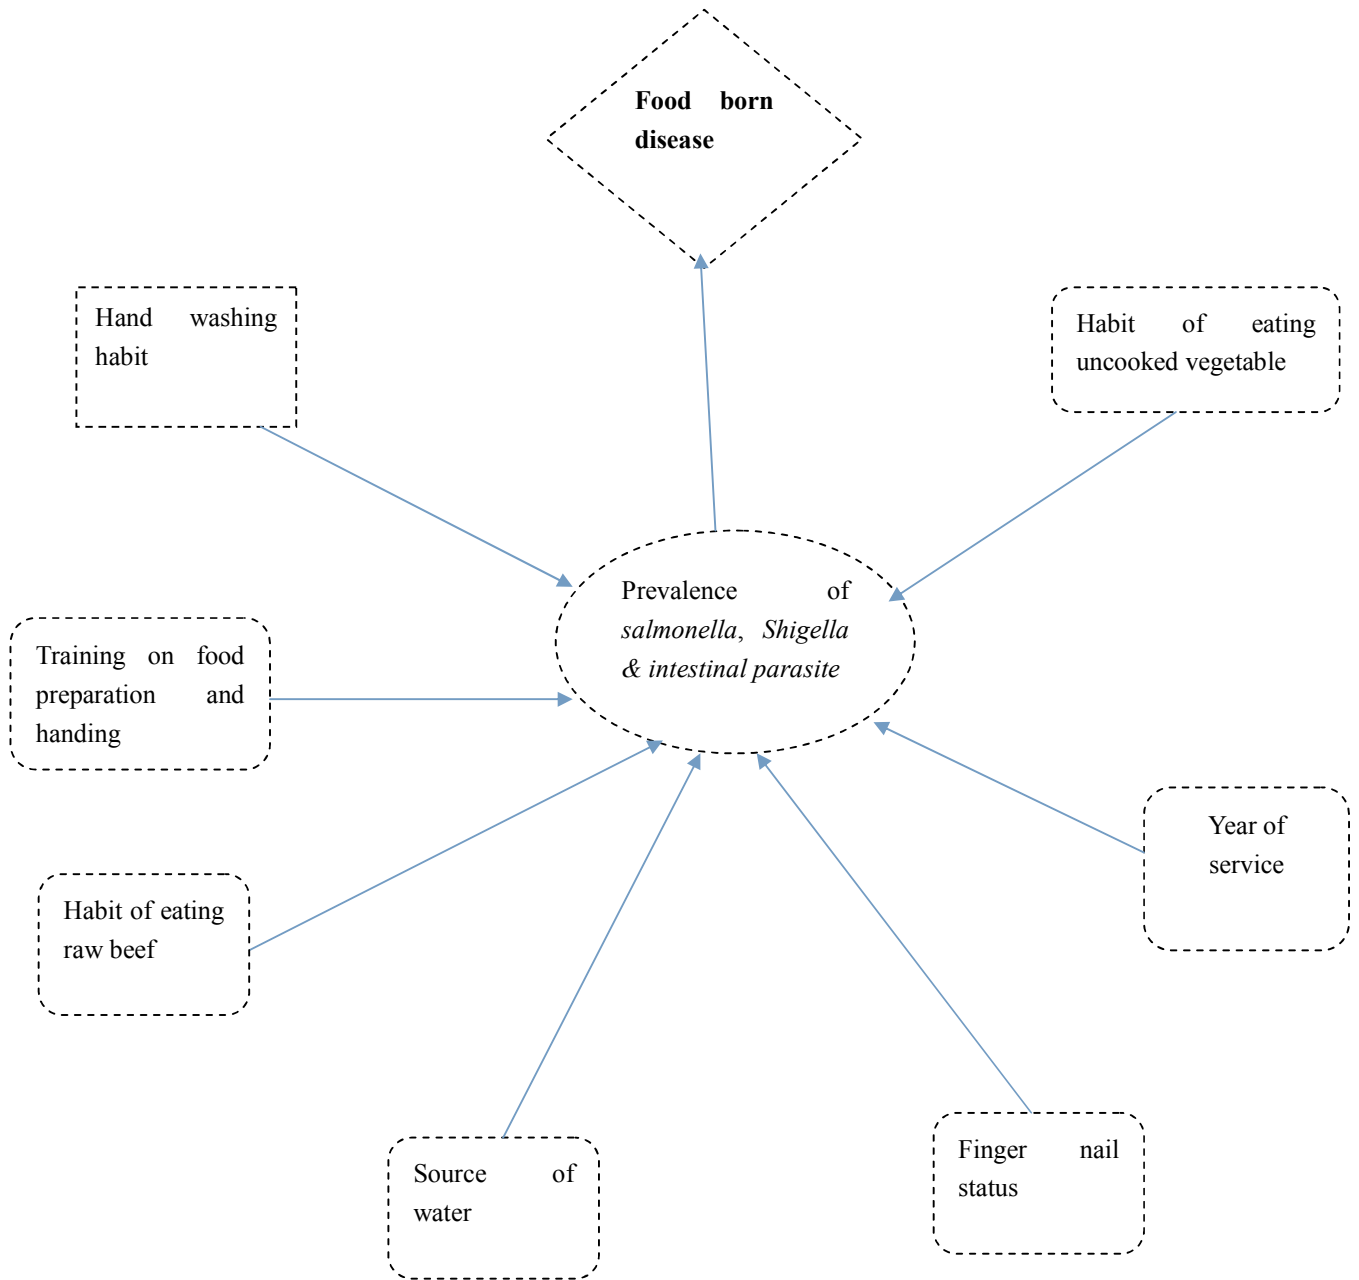 Food born
disease
Hand washing
habit
Habit of eating
uncooked vegetable
Prevalence of
salmonella, Shigella
& intestinal parasite
Training on food
preparation and
handing
Year of
service
Habit of eating
raw beef
Finger nail
status
Source of
water